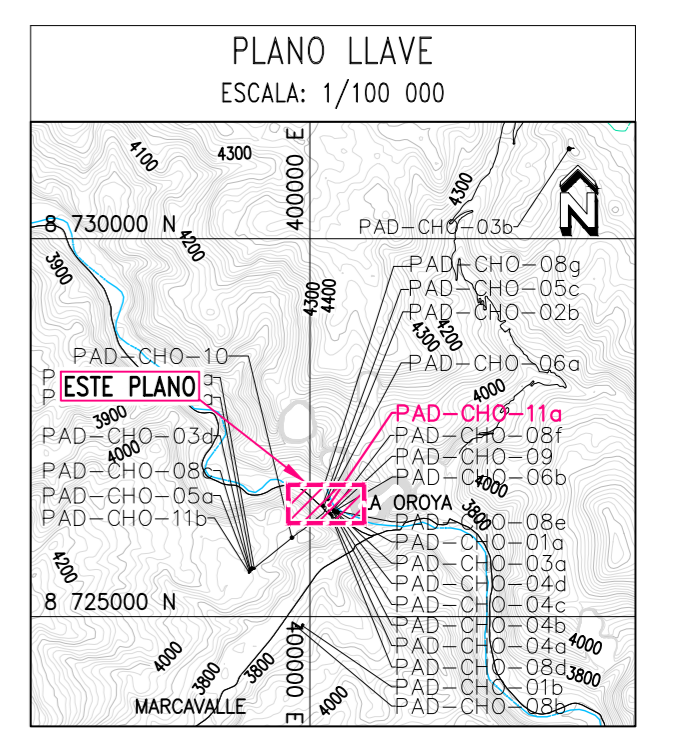 PLANO LLAVE
ESCALA: 1/100 000
4100
4300
400000 E
4300
N
PAD-CHO-03b
8 730000 N
4200
3900
PAD-CHO-08g
PAD-CHO-05c
PAD-CHO-02b
4300
4400
4300
4200
PAD-CHO-10
PAD-CHO-06a
ESTE PLANO
4000
PAD-CHO-11a
3900
PAD-CHO-03d
4000
PAD-CHO-08f
PAD-CHO-09
PAD-CHO-08c
PAD-CHO-06b
4000
PAD-CHO-05a
A OROYA
PAD-CHO-11b
3800
PAD-CHO-08e
PAD-CHO-01a
PAD-CHO-03a
4200
PAD-CHO-04d
8 725000 N
PAD-CHO-04c
PAD-CHO-04b
PAD-CHO-04a
4000
4000
3800
3800
PAD-CHO-08d
3800
PAD-CHO-01b
400000 E
4000
MARCAVALLE
PAD-CHO-08b